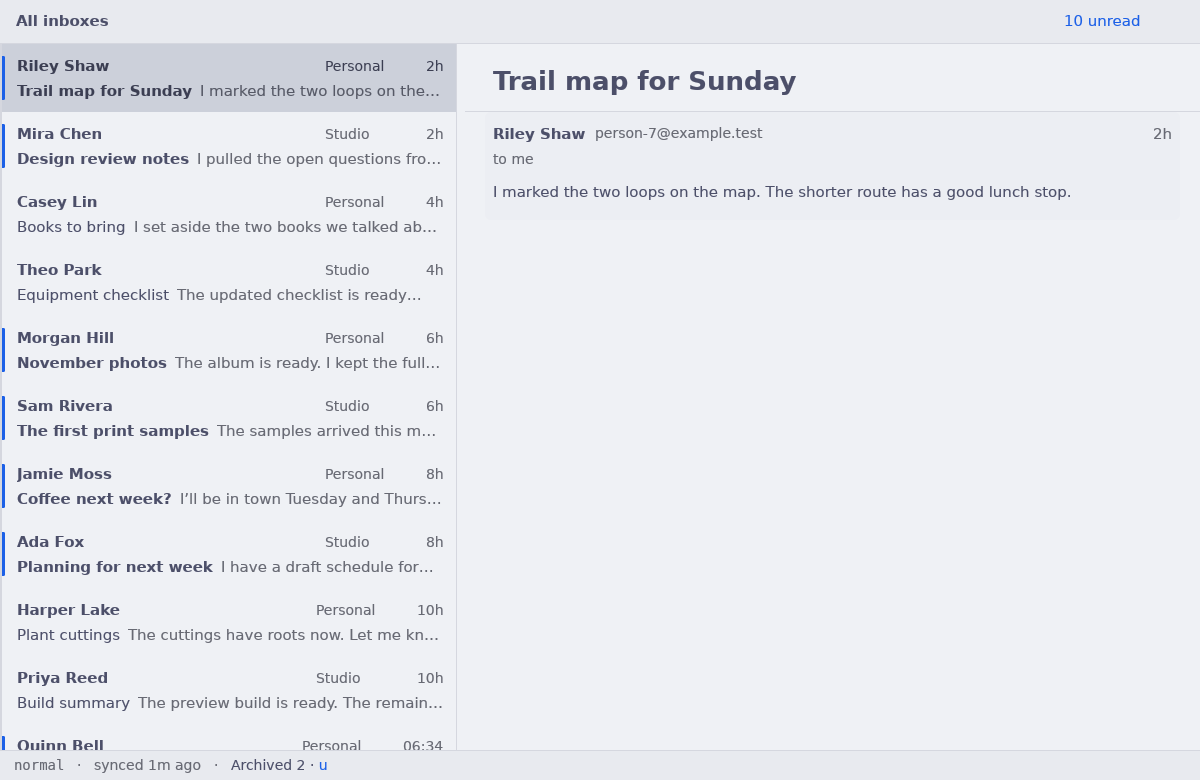 All inboxes 10 unread
Riley Shaw Personal 2h
Trail map for Sunday I marked the two loops on the…
Mira Chen Studio 2h
Design review notes I pulled the open questions fro…
Casey Lin Personal 4h
Books to bring I set aside the two books we talked ab…
Theo Park Studio 4h
Equipment checklist The updated checklist is ready…
Morgan Hill Personal 6h
November photos The album is ready. I kept the full…
Sam Rivera Studio 6h
The first print samples The samples arrived this m…
Jamie Moss Personal 8h
Coffee next week? I’ll be in town Tuesday and Thurs…
Ada Fox Studio 8h
Planning for next week I have a draft schedule for…
Harper Lake Personal 10h
Plant cuttings The cuttings have roots now. Let me kn…
Priya Reed Studio 10h
Build summary The preview build is ready. The remain…
Quinn Bell Personal 06:34
Trail map for Sunday
Riley Shaw person-7@example.test 2h
to me
I marked the two loops on the map. The shorter route has a good lunch stop.
normal · synced 1m ago · Archived 2 · u